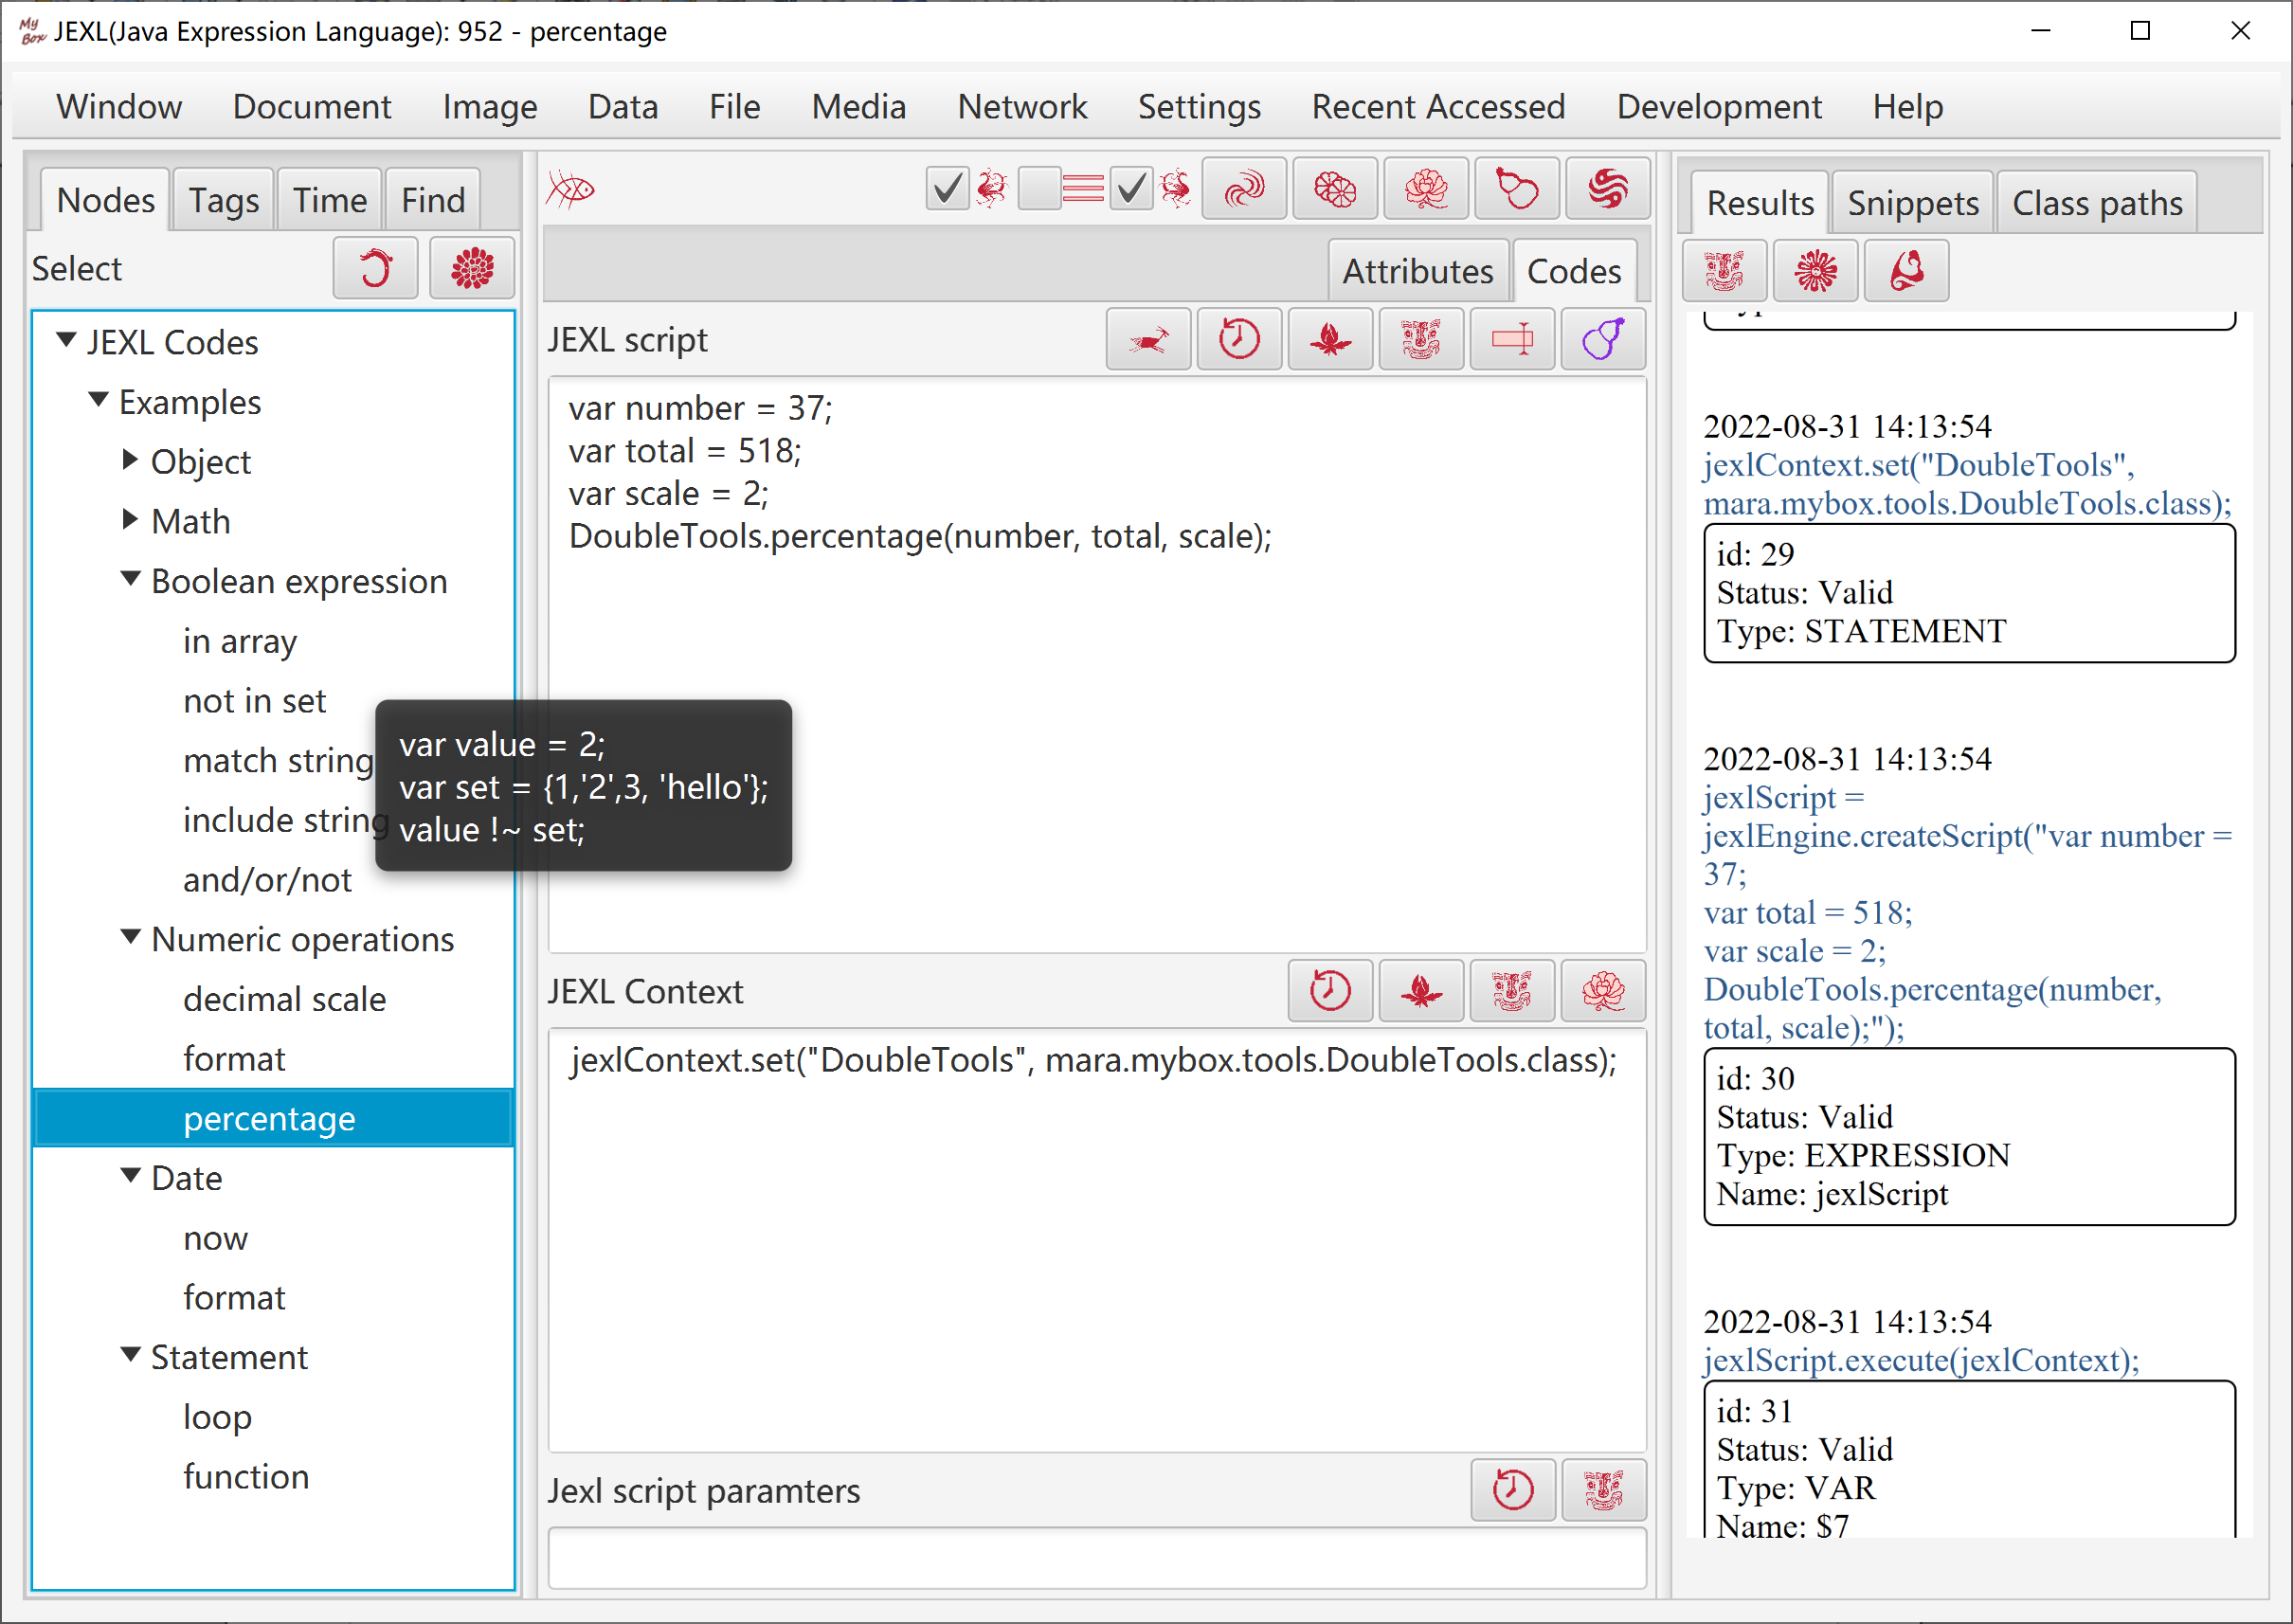 My Box JEXL(Java Expression Language): 952 - percentage
Window Document Image Data File Media Network Settings Recent Accessed Development Help
Nodes Tags Time Find
Select
JEXL Codes
Examples
Object
Math
Boolean expression
in array
not in set
match string
include string
and/or/not
Numeric operations
decimal scale
format
percentage
Date
now
format
Statement
loop
function
var value = 2;
var set = {1,'2',3, 'hello'};
value !~ set;
Attributes Codes
JEXL script
var number = 37;
var total = 518;
var scale = 2;
DoubleTools.percentage(number, total, scale);
JEXL Context
jexlContext.set("DoubleTools", mara.mybox.tools.DoubleTools.class);
Jexl script paramters
Results Snippets Class paths
2022-08-31 14:13:54
jexlContext.set("DoubleTools",
mara.mybox.tools.DoubleTools.class);
id: 29
Status: Valid
Type: STATEMENT
2022-08-31 14:13:54
jexlScript =
jexlEngine.createScript("var number =
37;
var total = 518;
var scale = 2;
DoubleTools.percentage(number,
total, scale);");
id: 30
Status: Valid
Type: EXPRESSION
Name: jexlScript
2022-08-31 14:13:54
jexlScript.execute(jexlContext);
id: 31
Status: Valid
Type: VAR
Name: $7